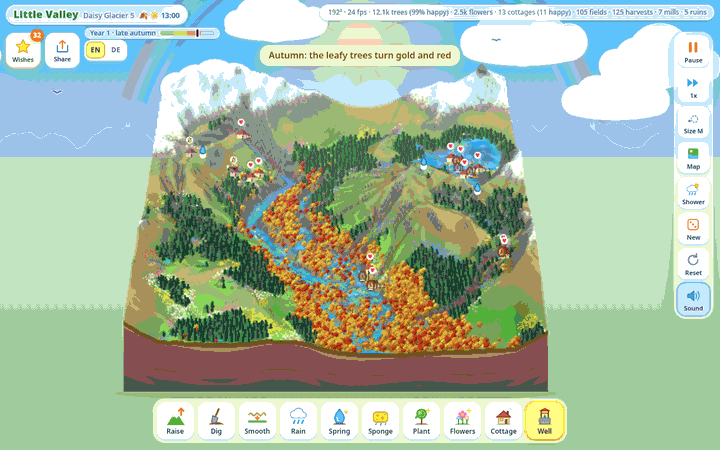 Little Valley Daisy Glacier 5 13:00
192² · 24 fps · 12.1k trees (99% happy) · 2.5k flowers · 13 cottages (11 happy) · 105 fields · 125 harvests · 7 mills · 5 ruins
32
Wishes
Share
Year 1 · late autumn
EN DE
Autumn: the leafy trees turn gold and red
Pause
1x
Size M
Map
Shower
New
Reset
Sound
Raise Dig Smooth Rain Spring Sponge Plant Flowers Cottage Well